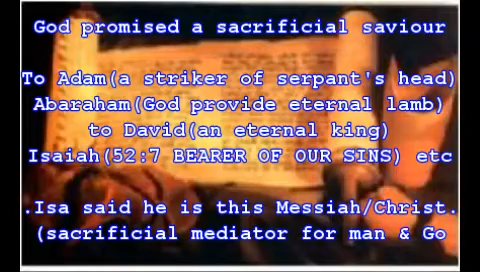 God promised a sacrificial saviour
To Adam(a striker of serpant's head)
Abaraham(God provide eternal lamb)
to David(an eternal king)
Isaiah(52:7 BEARER OF OUR SINS) etc
.Isa said he is this Messiah/Christ.
(sacrificial mediator for man & Go